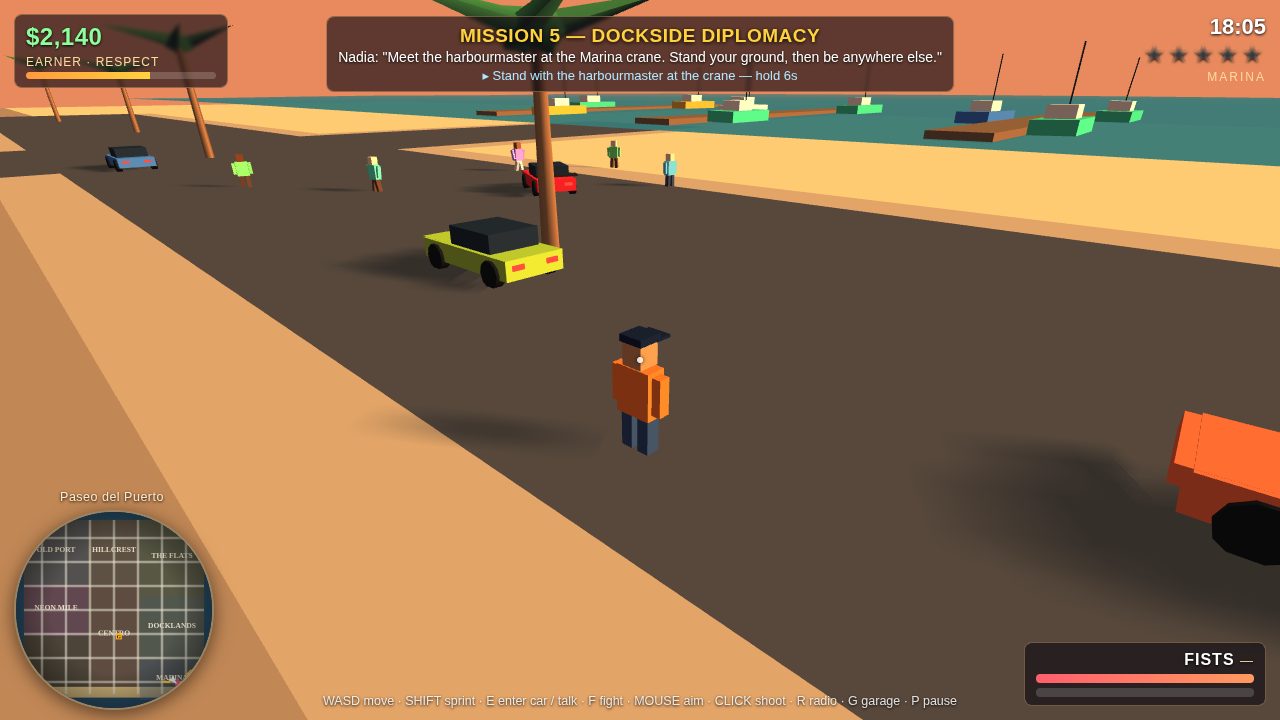 $2,140
EARNER · RESPECT
MISSION 5 — DOCKSIDE DIPLOMACY
Nadia: "Meet the harbourmaster at the Marina crane. Stand your ground, then be anywhere else."
▸ Stand with the harbourmaster at the crane — hold 6s
18:05
★★★★★
MARINA
Paseo del Puerto
OLD PORT
HILLCREST
THE FLATS
NEON MILE
CENTRO
DOCKLANDS
FISTS —
WASD move · SHIFT sprint · E enter car / talk · F fight · MOUSE aim · CLICK shoot · R radio · G garage · P pause